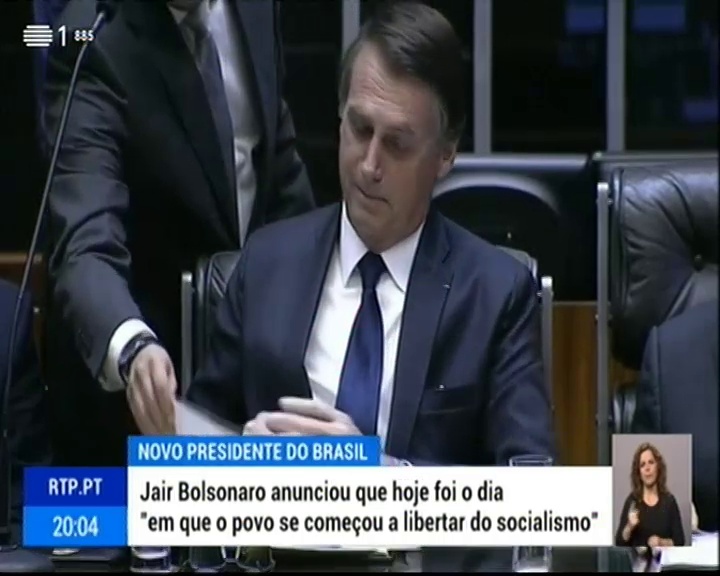 1 885
NOVO PRESIDENTE DO BRASIL
RTP.PT
Jair Bolsonaro anunciou que hoje foi o dia
20:04
"em que o povo se começou a libertar do socialismo"